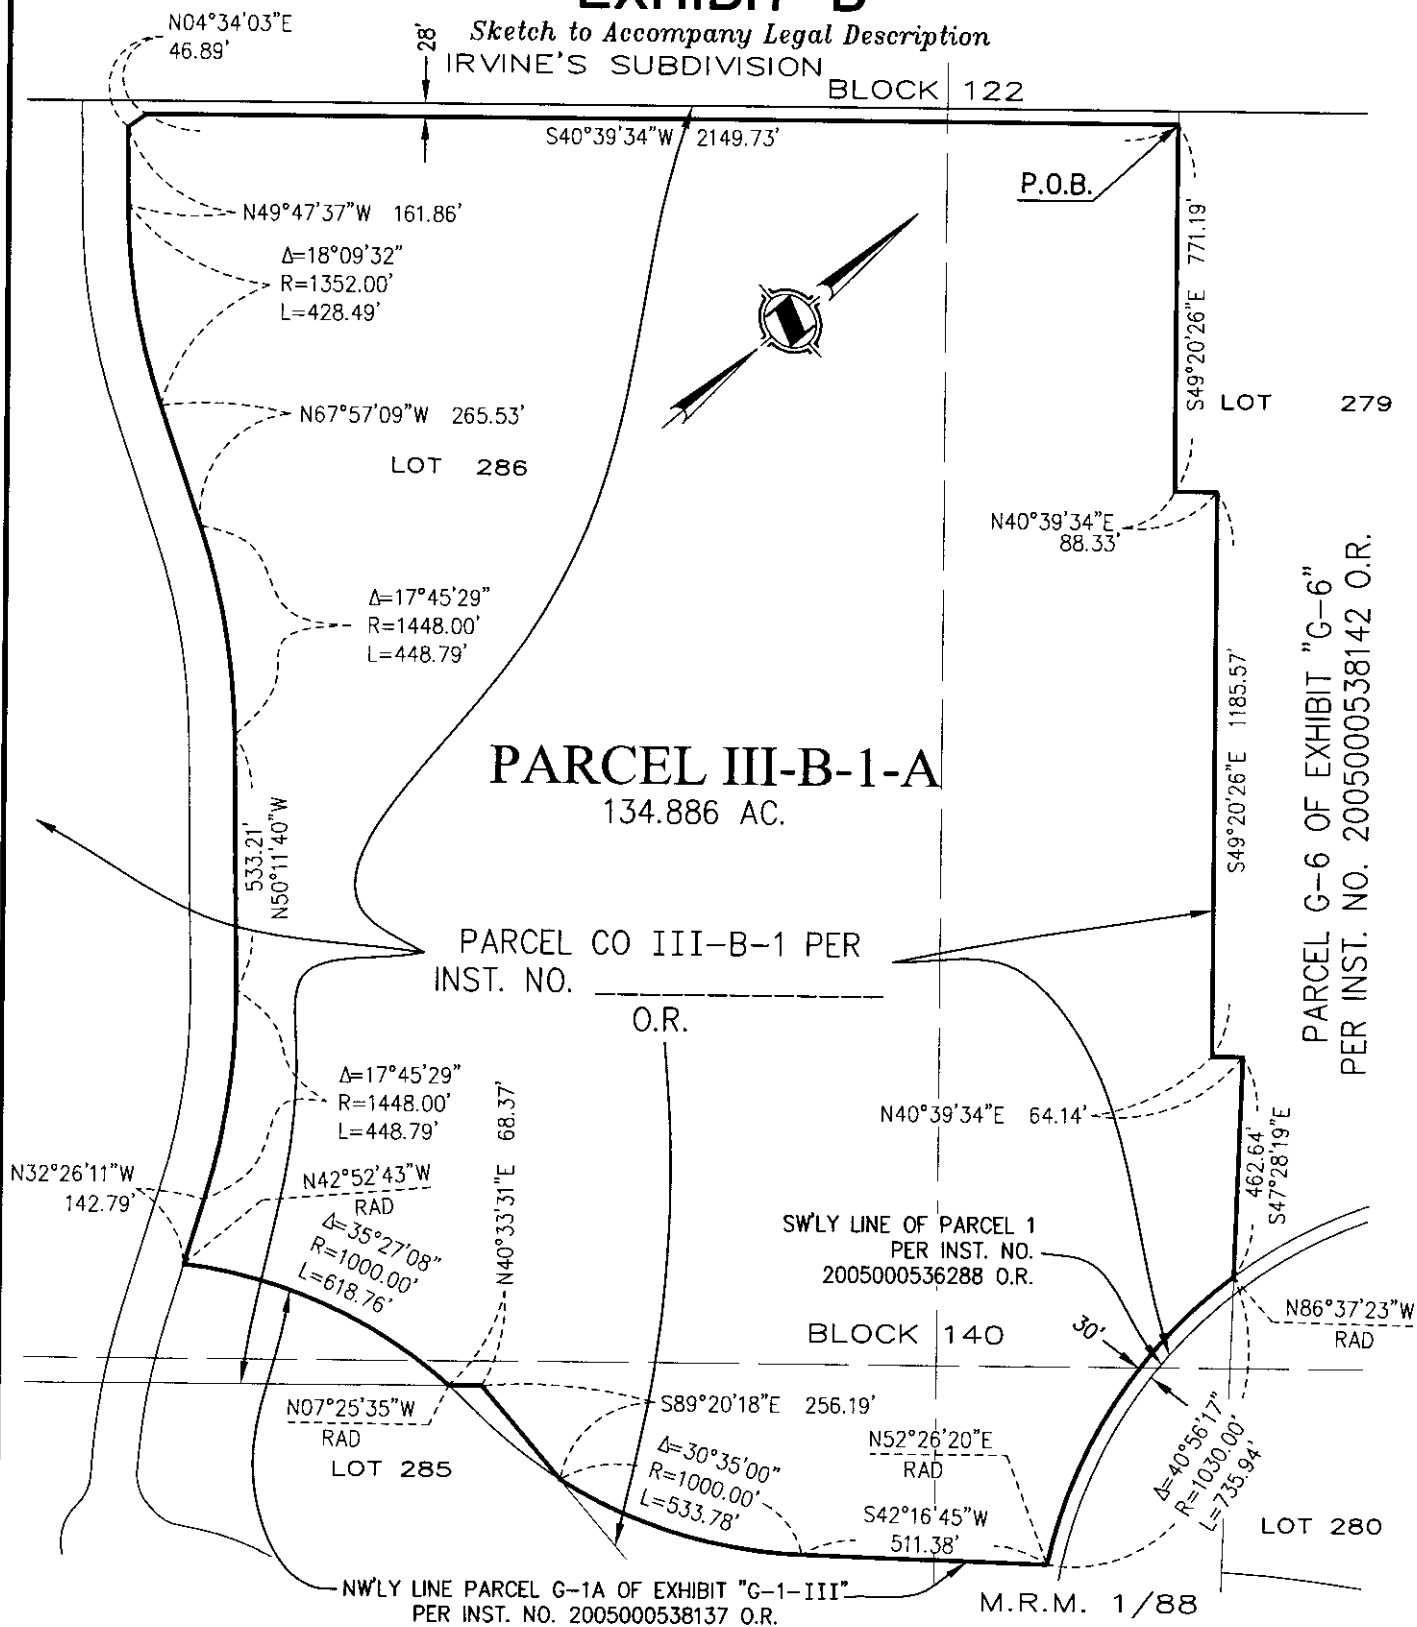 EXHIBIT "B"
Sketch to Accompany Legal Description
N04°34'03"E
46.89'
28'
IRVINE'S SUBDIVISION
BLOCK 122
S40°39'34"W 2149.73'
P.O.B.
N49°47'37"W 161.86'
Δ=18°09'32"
R=1352.00'
L=428.49'
S49°20'26"E 771.19'
N67°57'09"W 265.53'
LOT 279
LOT 286
N40°39'34"E
88.33'
Δ=17°45'29"
R=1448.00'
L=448.79'
PARCEL G-6 OF EXHIBIT "G-6"
PER INST. NO. 2005000538142 O.R.
S49°20'26"E 1185.57'
PARCEL III-B-1-A
134.886 AC.
533.21'
N50°11'40"W
PARCEL CO III-B-1 PER
INST. NO. ____________
O.R.
Δ=17°45'29"
R=1448.00'
L=448.79'
N40°33'31"E 68.37'
N40°39'34"E 64.14'
462.64'
S47°28'19"E
N32°26'11"W
142.79'
N42°52'43"W
RAD
Δ=35°27'08"
R=1000.00'
L=618.76'
SW'LY LINE OF PARCEL 1
PER INST. NO.
2005000536288 O.R.
N86°37'23"W
RAD
BLOCK 140
30'
N07°25'35"W
RAD
S89°20'18"E 256.19'
LOT 285
Δ=30°35'00"
R=1000.00'
L=533.78'
N52°26'20"E
RAD
Δ=40°56'17"
R=1030.00'
L=735.94'
S42°16'45"W
511.38'
LOT 280
NW'LY LINE PARCEL G-1A OF EXHIBIT "G-1-III"
PER INST. NO. 2005000538137 O.R.
M.R.M. 1/88